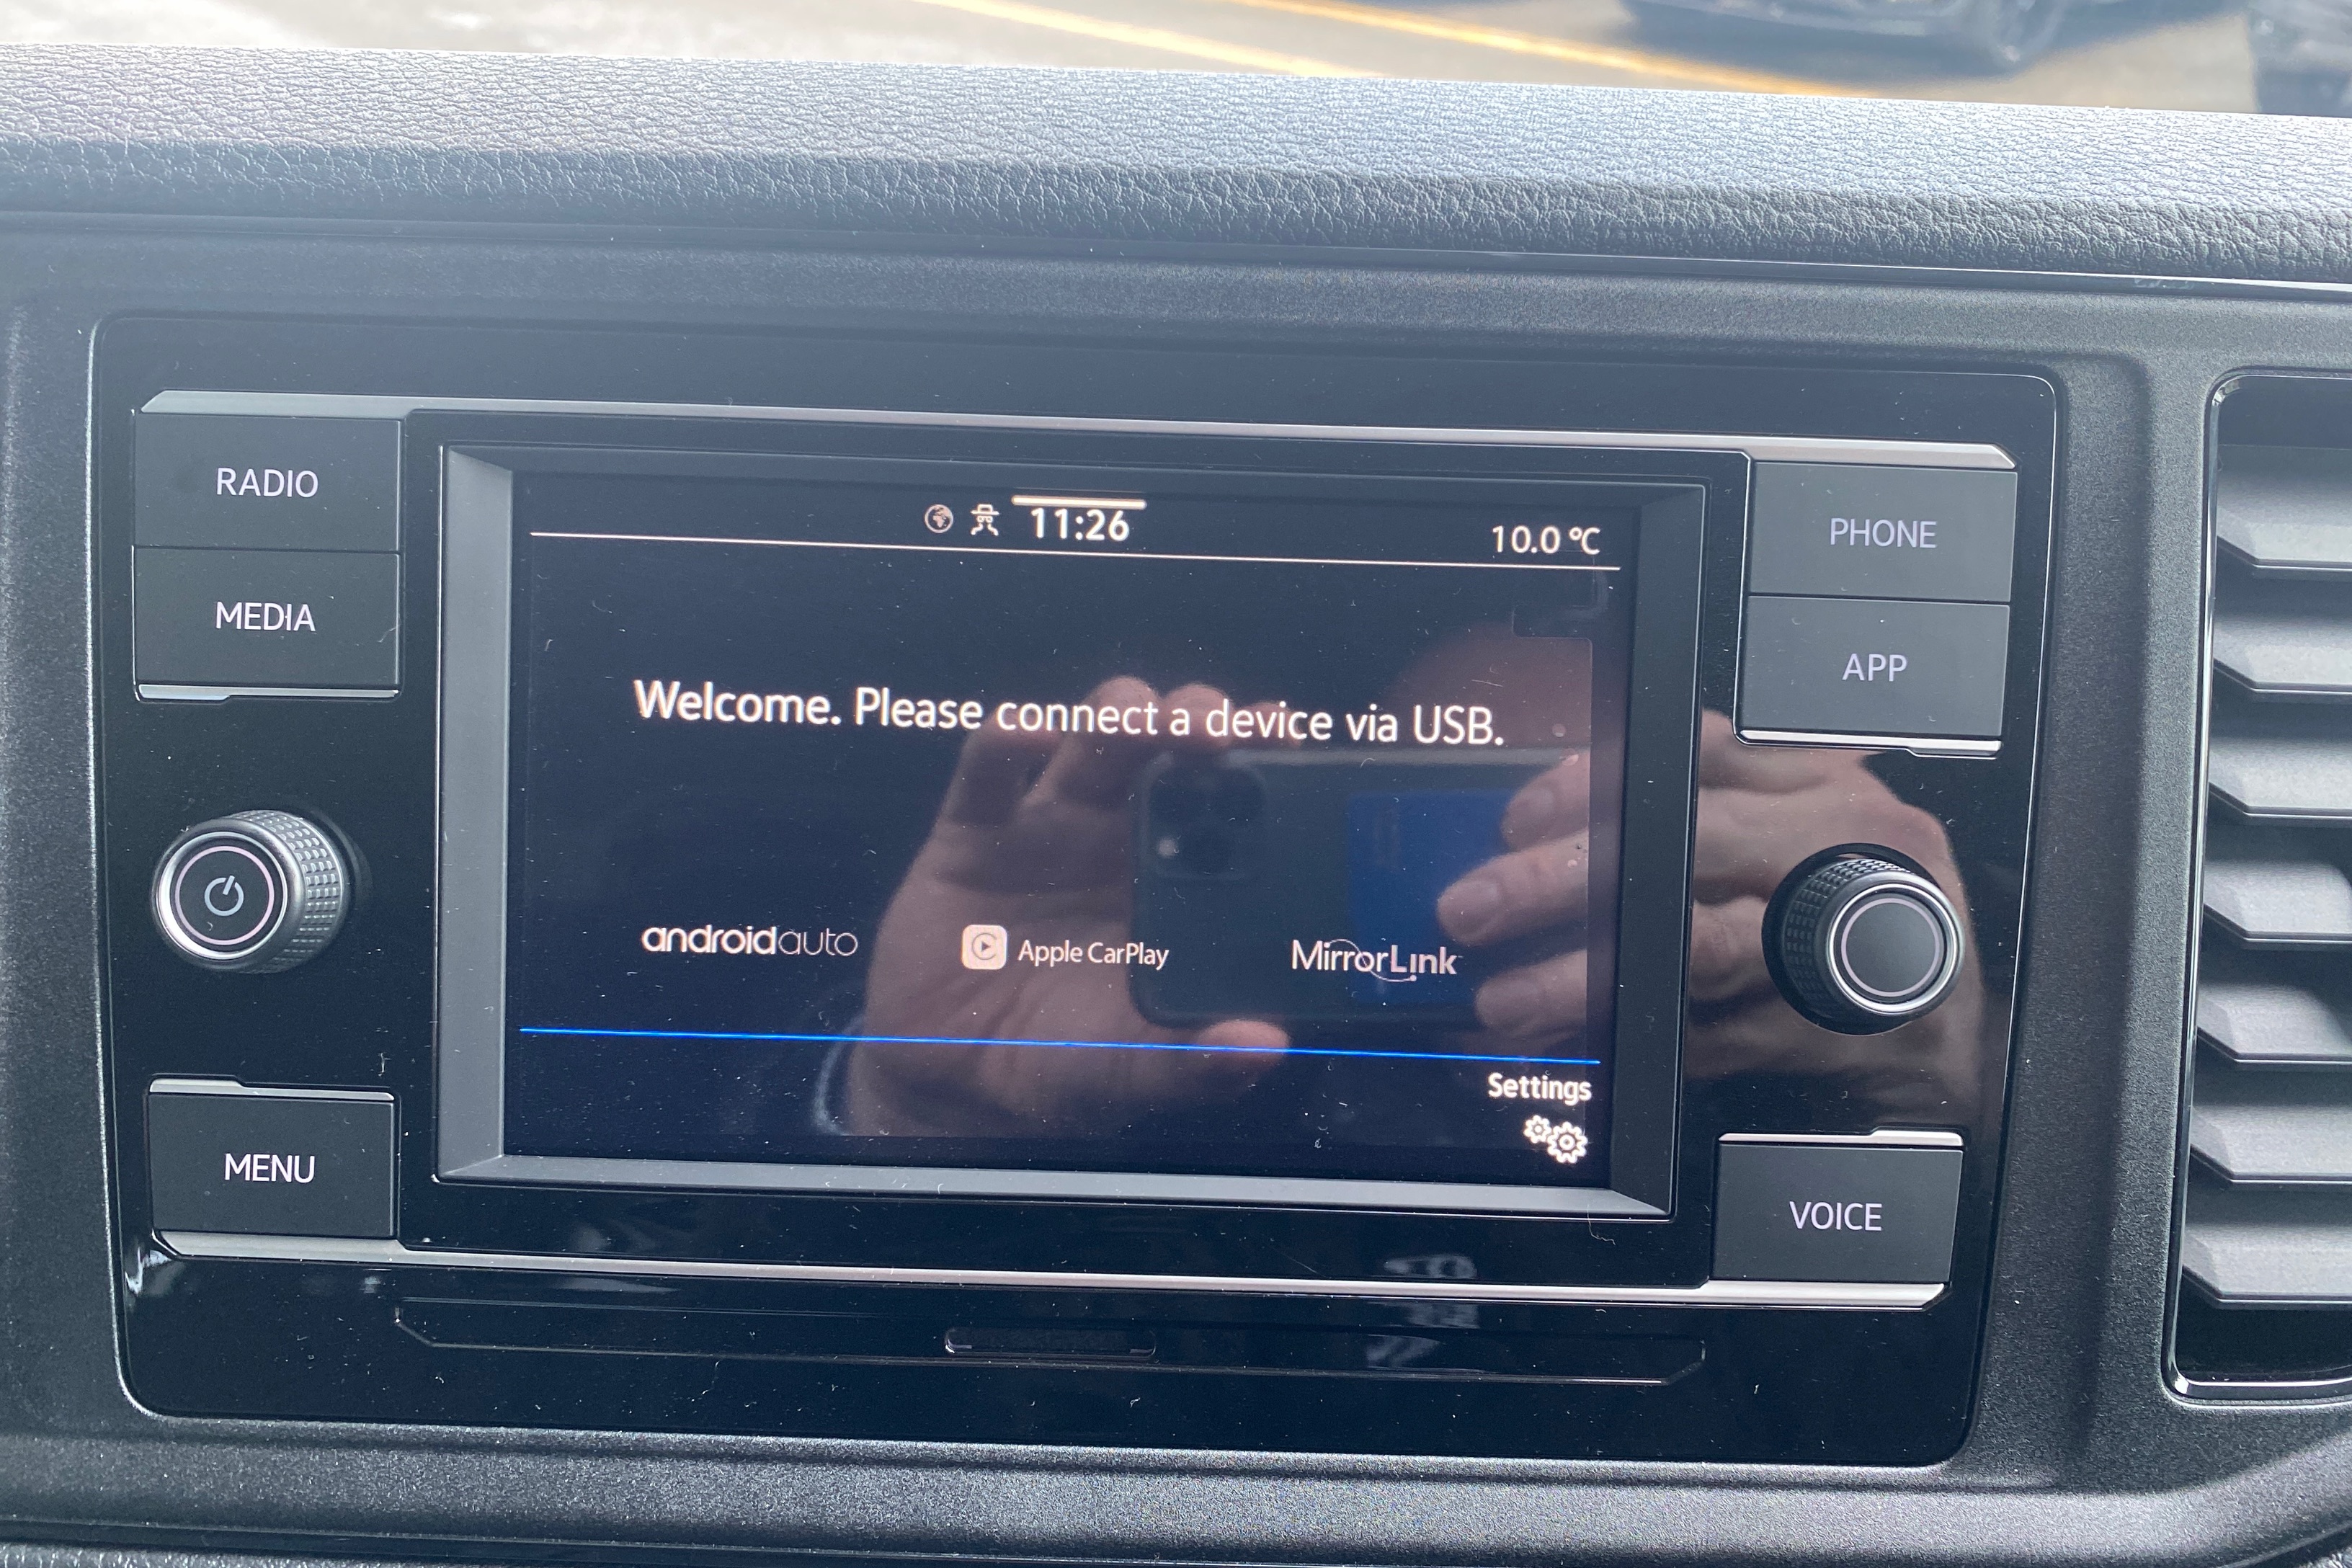 RADIO
MEDIA
MENU
11:26
10.0 °C
Welcome. Please connect a device via USB.
androidauto
Apple CarPlay
MirrorLink
Settings
PHONE
APP
VOICE